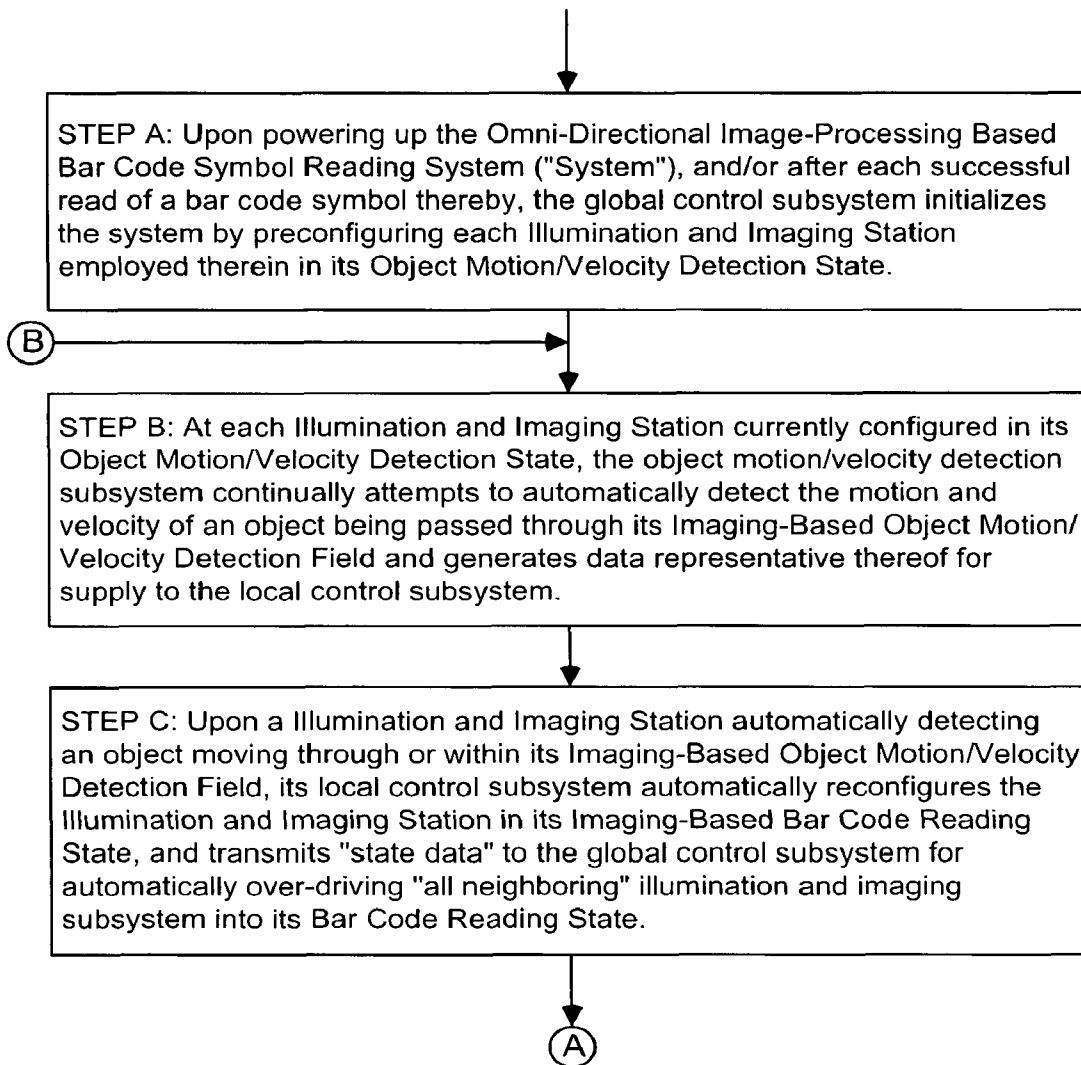 STEP A: Upon powering up the Omni-Directional Image-Processing Based
Bar Code Symbol Reading System ("System"), and/or after each successful
read of a bar code symbol thereby, the global control subsystem initializes
the system by preconfiguring each Illumination and Imaging Station
employed therein in its Object Motion/Velocity Detection State.
B
STEP B: At each Illumination and Imaging Station currently configured in its
Object Motion/Velocity Detection State, the object motion/velocity detection
subsystem continually attempts to automatically detect the motion and
velocity of an object being passed through its Imaging-Based Object Motion/
Velocity Detection Field and generates data representative thereof for
supply to the local control subsystem.
STEP C: Upon a Illumination and Imaging Station automatically detecting
an object moving through or within its Imaging-Based Object Motion/Velocity
Detection Field, its local control subsystem automatically reconfigures the
Illumination and Imaging Station in its Imaging-Based Bar Code Reading
State, and transmits "state data" to the global control subsystem for
automatically over-driving "all neighboring" illumination and imaging
subsystem into its Bar Code Reading State.
A